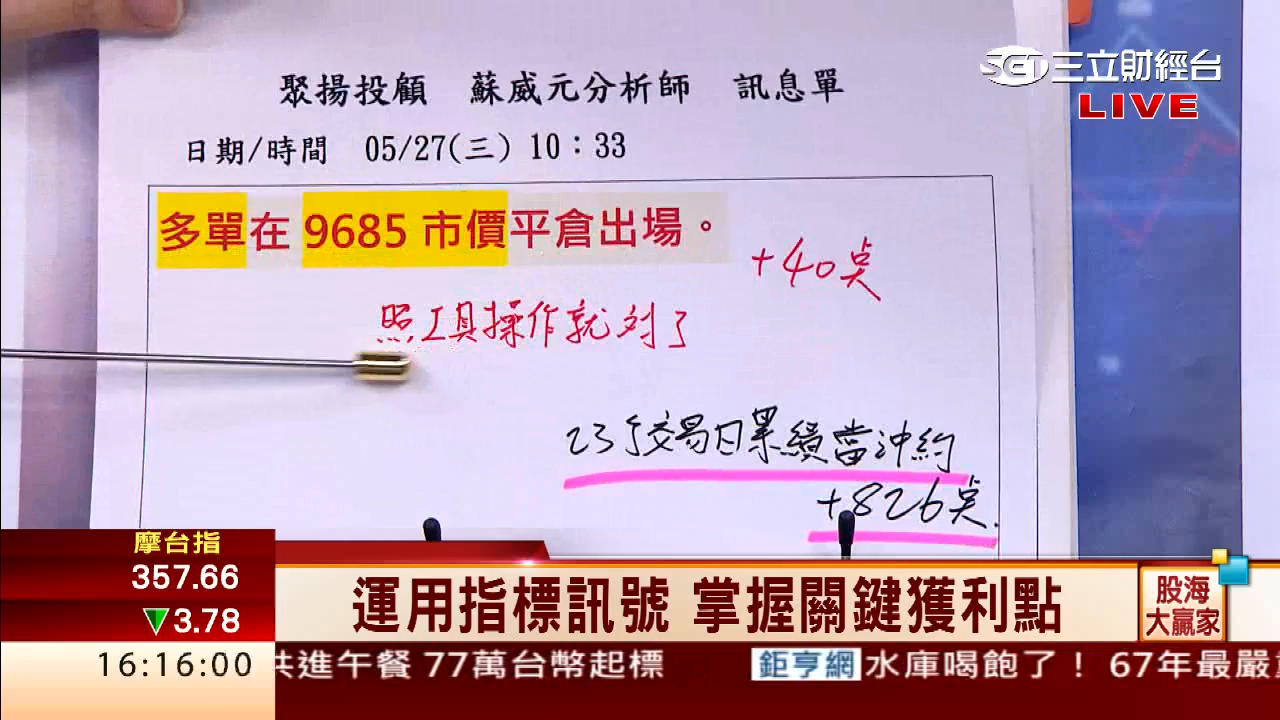 聚揚投顧 蘇威元分析師 訊息單
SET 三立財經台
LIVE
日期/時間 05/27(三) 10：33
多單在 9685 市價平倉出場。
+40点
照工具操作就對了
23個交易日累績當沖約
+826点.
摩台指
357.66
▼3.78
16:16:00
運用指標訊號 掌握關鍵獲利點
股海
大贏家
共進午餐 77萬台幣起標
鉅亨網 水庫喝飽了！ 67年最嚴